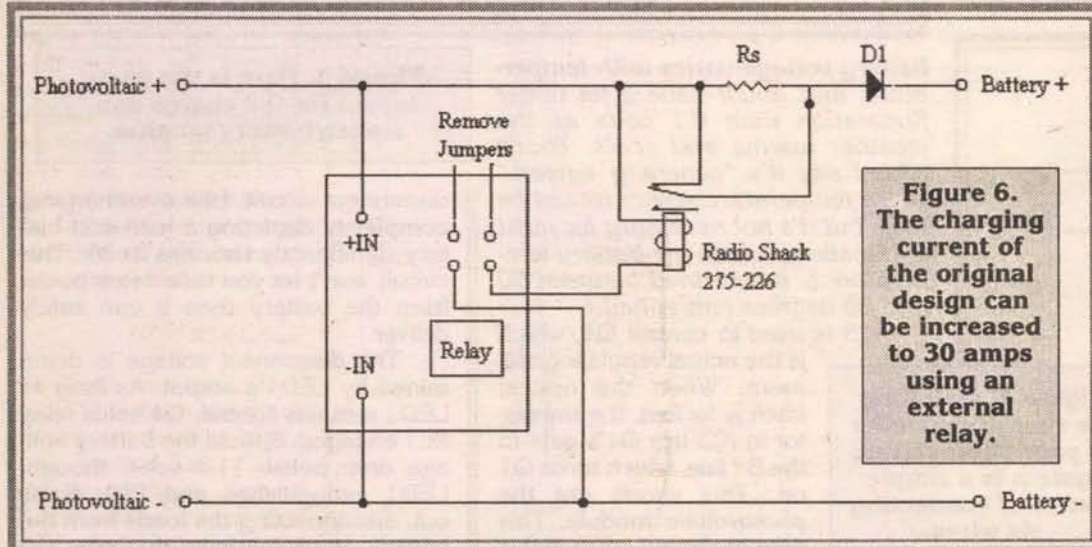 Photovoltaic +
Rs
D1
Battery +
Remove
Jumpers
+IN
Radio Shack
275-226
-IN
Relay
Photovoltaic -
Battery -
Figure 6.
The charging
current of
the original
design can
be increased
to 30 amps
using an
external
relay.